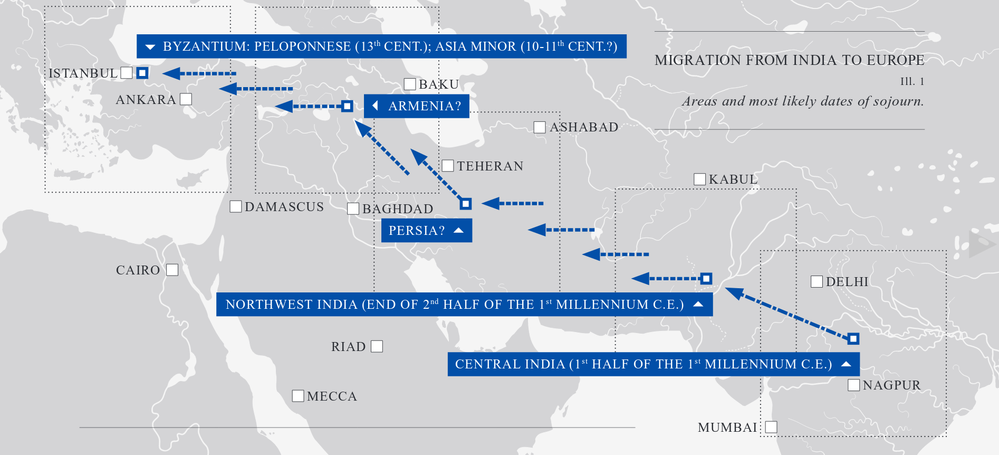 BYZANTIUM: PELOPONNESE (13th CENT.); ASIA MINOR (10-11th CENT.?)
MIGRATION FROM INDIA TO EUROPE
Ill. 1
Areas and most likely dates of sojourn.
ISTANBUL
BAKU
ANKARA
ARMENIA?
ASHABAD
TEHERAN
KABUL
DAMASCUS
BAGHDAD
PERSIA?
CAIRO
DELHI
NORTHWEST INDIA (END OF 2nd HALF OF THE 1st MILLENNIUM C.E.)
RIAD
CENTRAL INDIA (1st HALF OF THE 1st MILLENNIUM C.E.)
NAGPUR
MECCA
MUMBAI